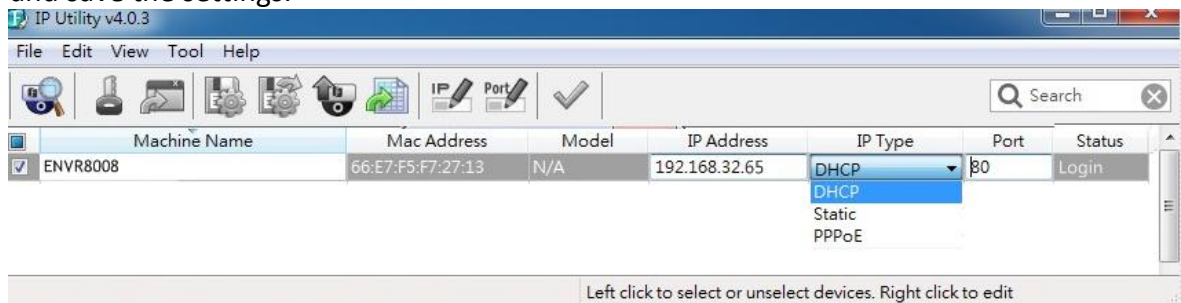 and save the settings.
IP Utility v4.0.3
File Edit View Tool Help
IP Port Search
Machine Name Mac Address Model IP Address IP Type Port Status
ENVR8008 66:E7:F5:F7:27:13 N/A 192.168.32.65 DHCP 80 Login
DHCP
Static
PPPoE
Left click to select or unselect devices. Right click to edit